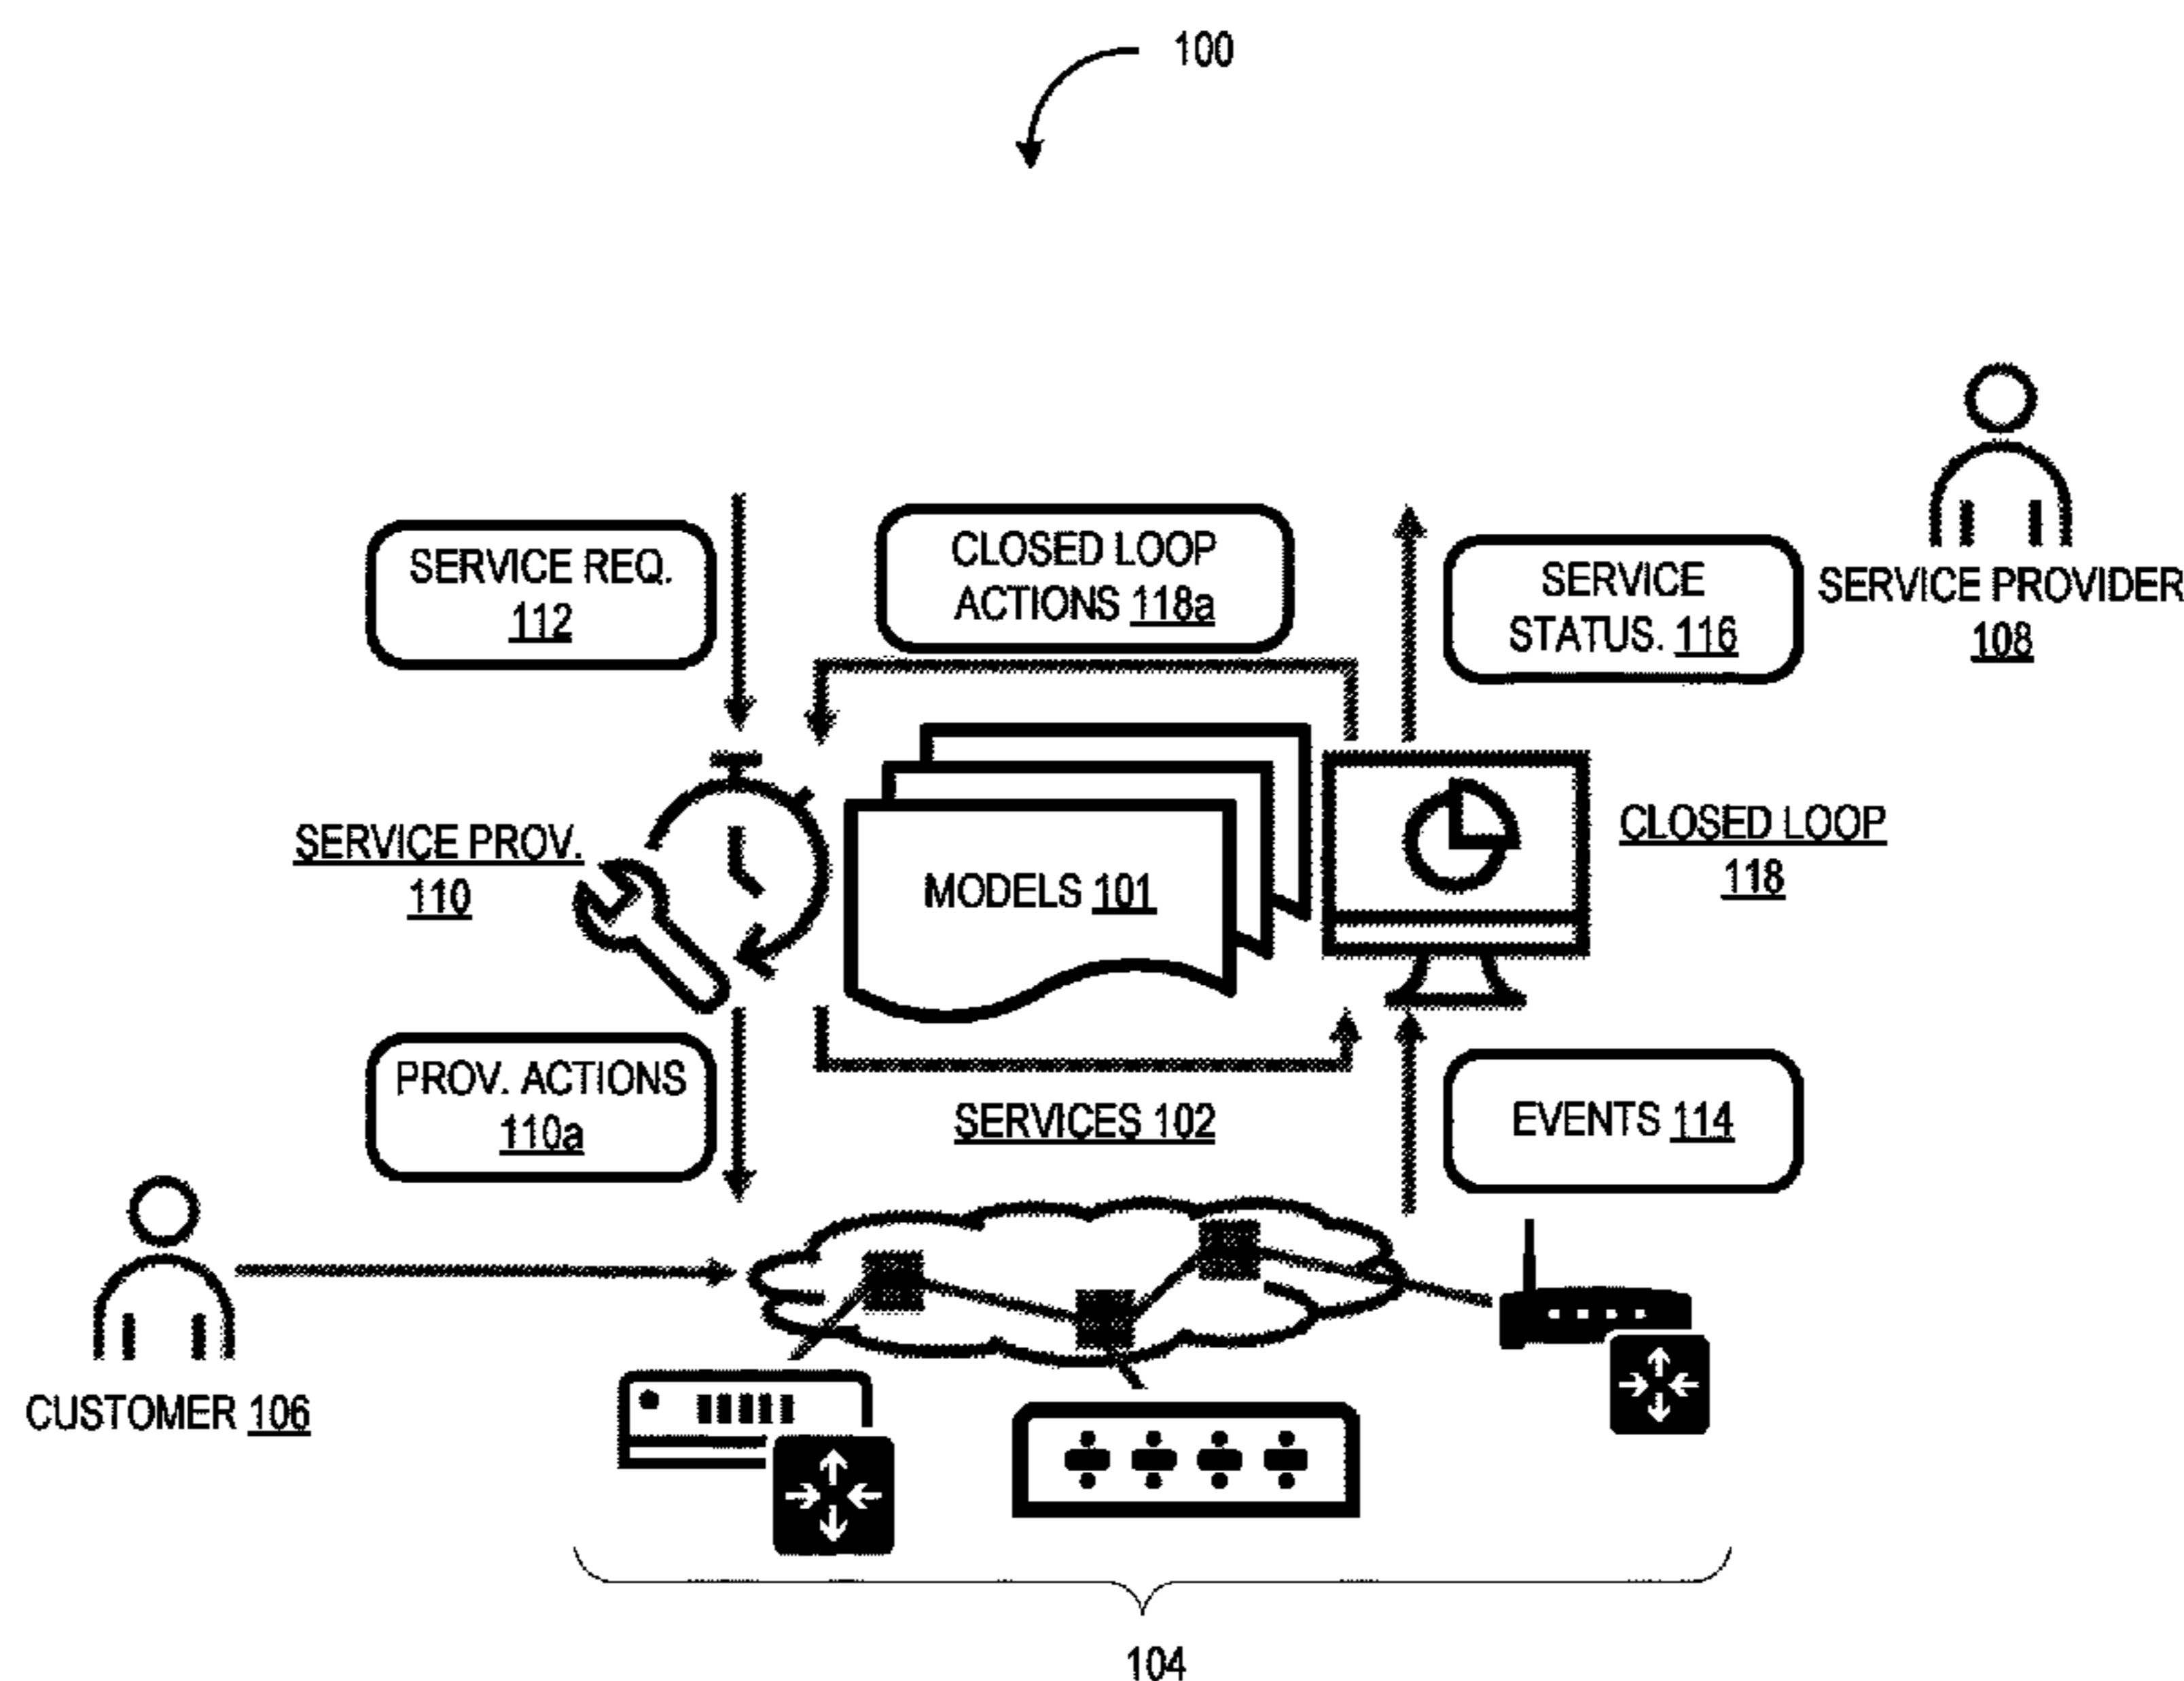 100
SERVICE REQ.
112
CLOSED LOOP
ACTIONS 118a
SERVICE
STATUS. 116
SERVICE PROVIDER
108
SERVICE PROV.
110
MODELS 101
CLOSED LOOP
118
PROV. ACTIONS
110a
SERVICES 102
EVENTS 114
CUSTOMER 106
104